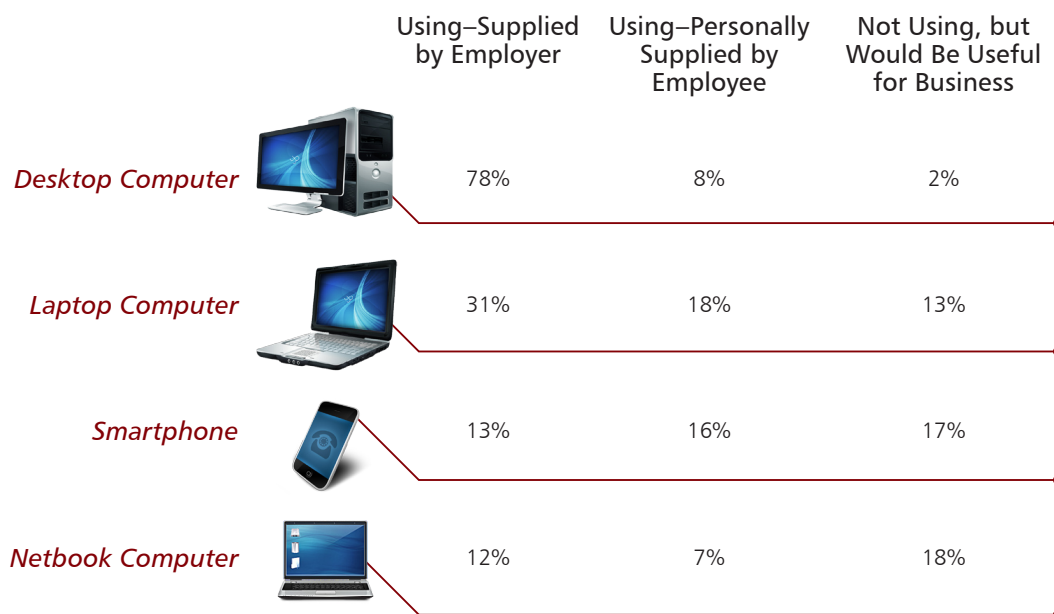 Using–Supplied
by Employer
Using–Personally
Supplied by
Employee
Not Using, but
Would Be Useful
for Business
Desktop Computer 78% 8% 2%
Laptop Computer 31% 18% 13%
Smartphone 13% 16% 17%
Netbook Computer 12% 7% 18%